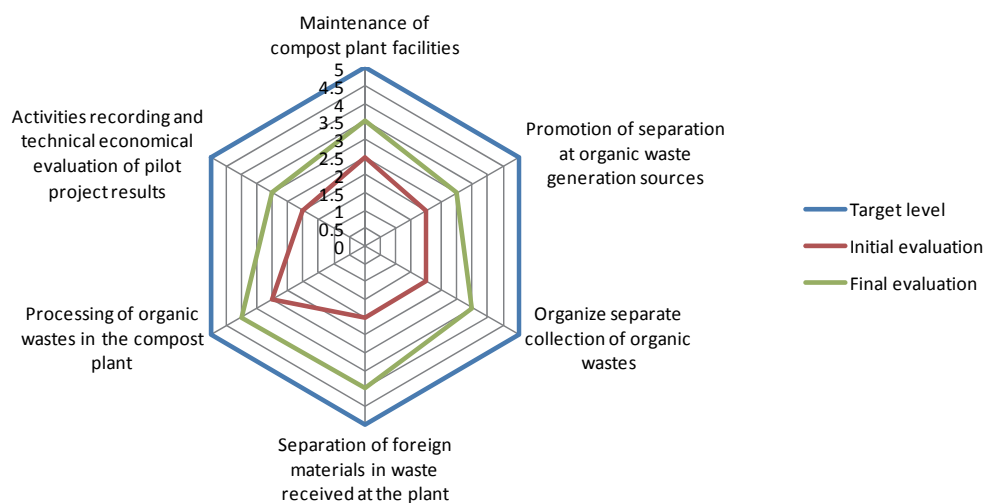 Maintenance of
compost plant facilities
5
4.5
4
3.5
3
2.5
2
1.5
1
0.5
0
Promotion of separation
at organic waste
generation sources
Organize separate
collection of organic
wastes
Separation of foreign
materials in waste
received at the plant
Processing of organic
wastes in the compost
plant
Activities recording and
technical economical
evaluation of pilot
project results
Target level
Initial evaluation
Final evaluation